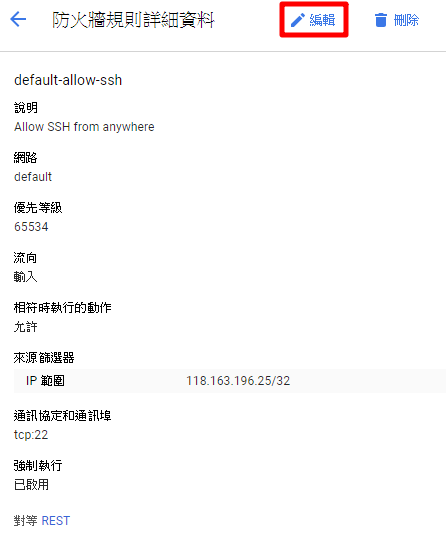 防火牆規則詳細資料
編輯
刪除
default-allow-ssh
說明
Allow SSH from anywhere
網路
default
優先等級
65534
流向
輸入
相符時執行的動作
允許
來源篩選器
IP 範圍 118.163.196.25/32
通訊協定和通訊埠
tcp:22
強制執行
已啟用
對等 REST